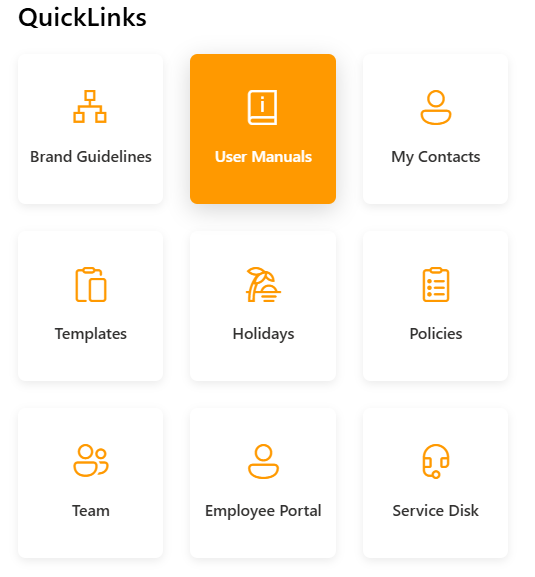 QuickLinks
Brand Guidelines
User Manuals
My Contacts
Templates
Holidays
Policies
Team
Employee Portal
Service Disk